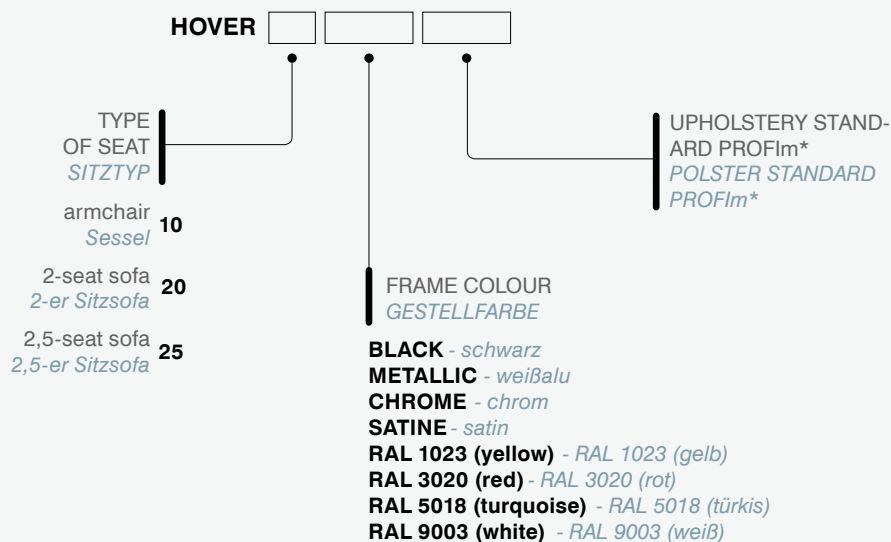 HOVER
TYPE
OF SEAT
SITZTYP
armchair 10
Sessel
2-seat sofa 20
2-er Sitzsofa
2,5-seat sofa 25
2,5-er Sitzsofa
FRAME COLOUR
GESTELLFARBE
BLACK - schwarz
METALLIC - weißalu
CHROME - chrom
SATINE - satin
RAL 1023 (yellow) - RAL 1023 (gelb)
RAL 3020 (red) - RAL 3020 (rot)
RAL 5018 (turquoise) - RAL 5018 (türkis)
RAL 9003 (white) - RAL 9003 (weiß)
UPHOLSTERY STAND-
ARD PROFIm*
POLSTER STANDARD
PROFIm*